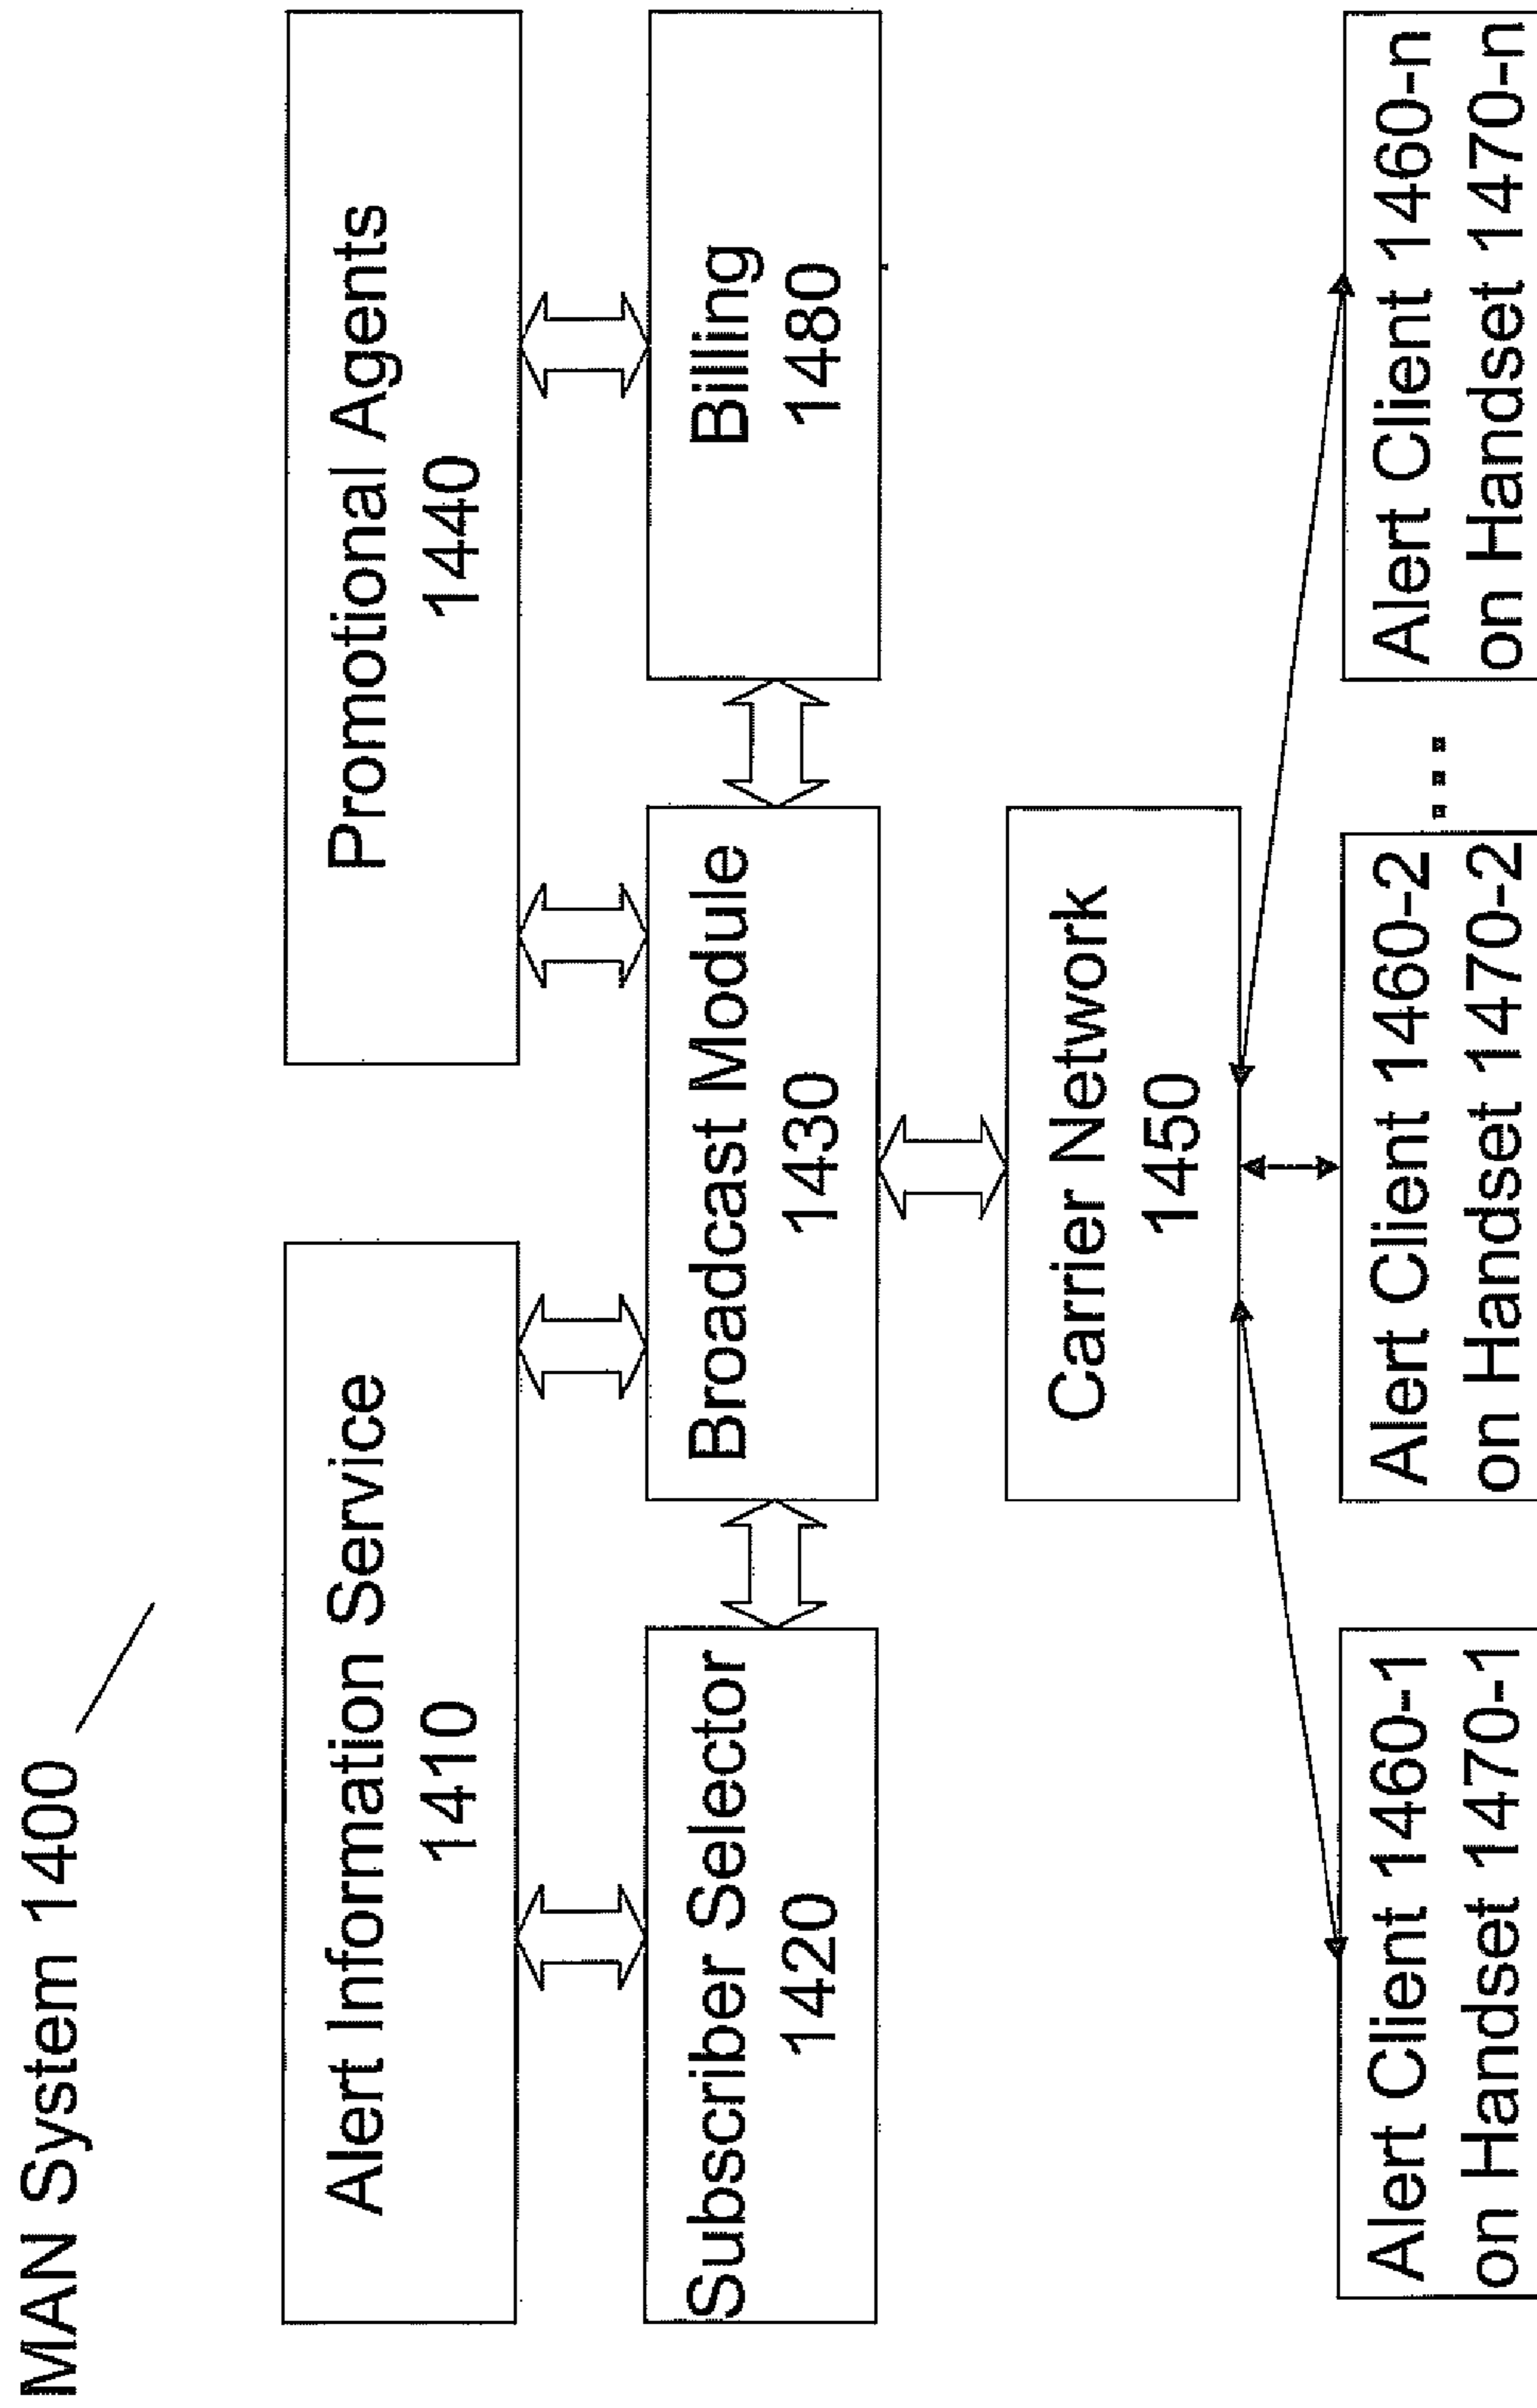 MAN System 1400
Alert Information Service
1410
Promotional Agents
1440
Subscriber Selector
1420
Broadcast Module
1430
Billing
1480
Carrier Network
1450
Alert Client 1460-1
on Handset 1470-1
Alert Client 1460-2
on Handset 1470-2
...
Alert Client 1460-n
on Handset 1470-n